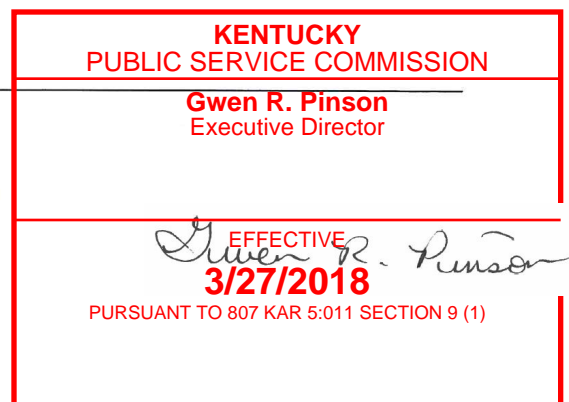 KENTUCKY
PUBLIC SERVICE COMMISSION
Gwen R. Pinson
Executive Director
Gwen R. Pinson
EFFECTIVE
3/27/2018
PURSUANT TO 807 KAR 5:011 SECTION 9 (1)